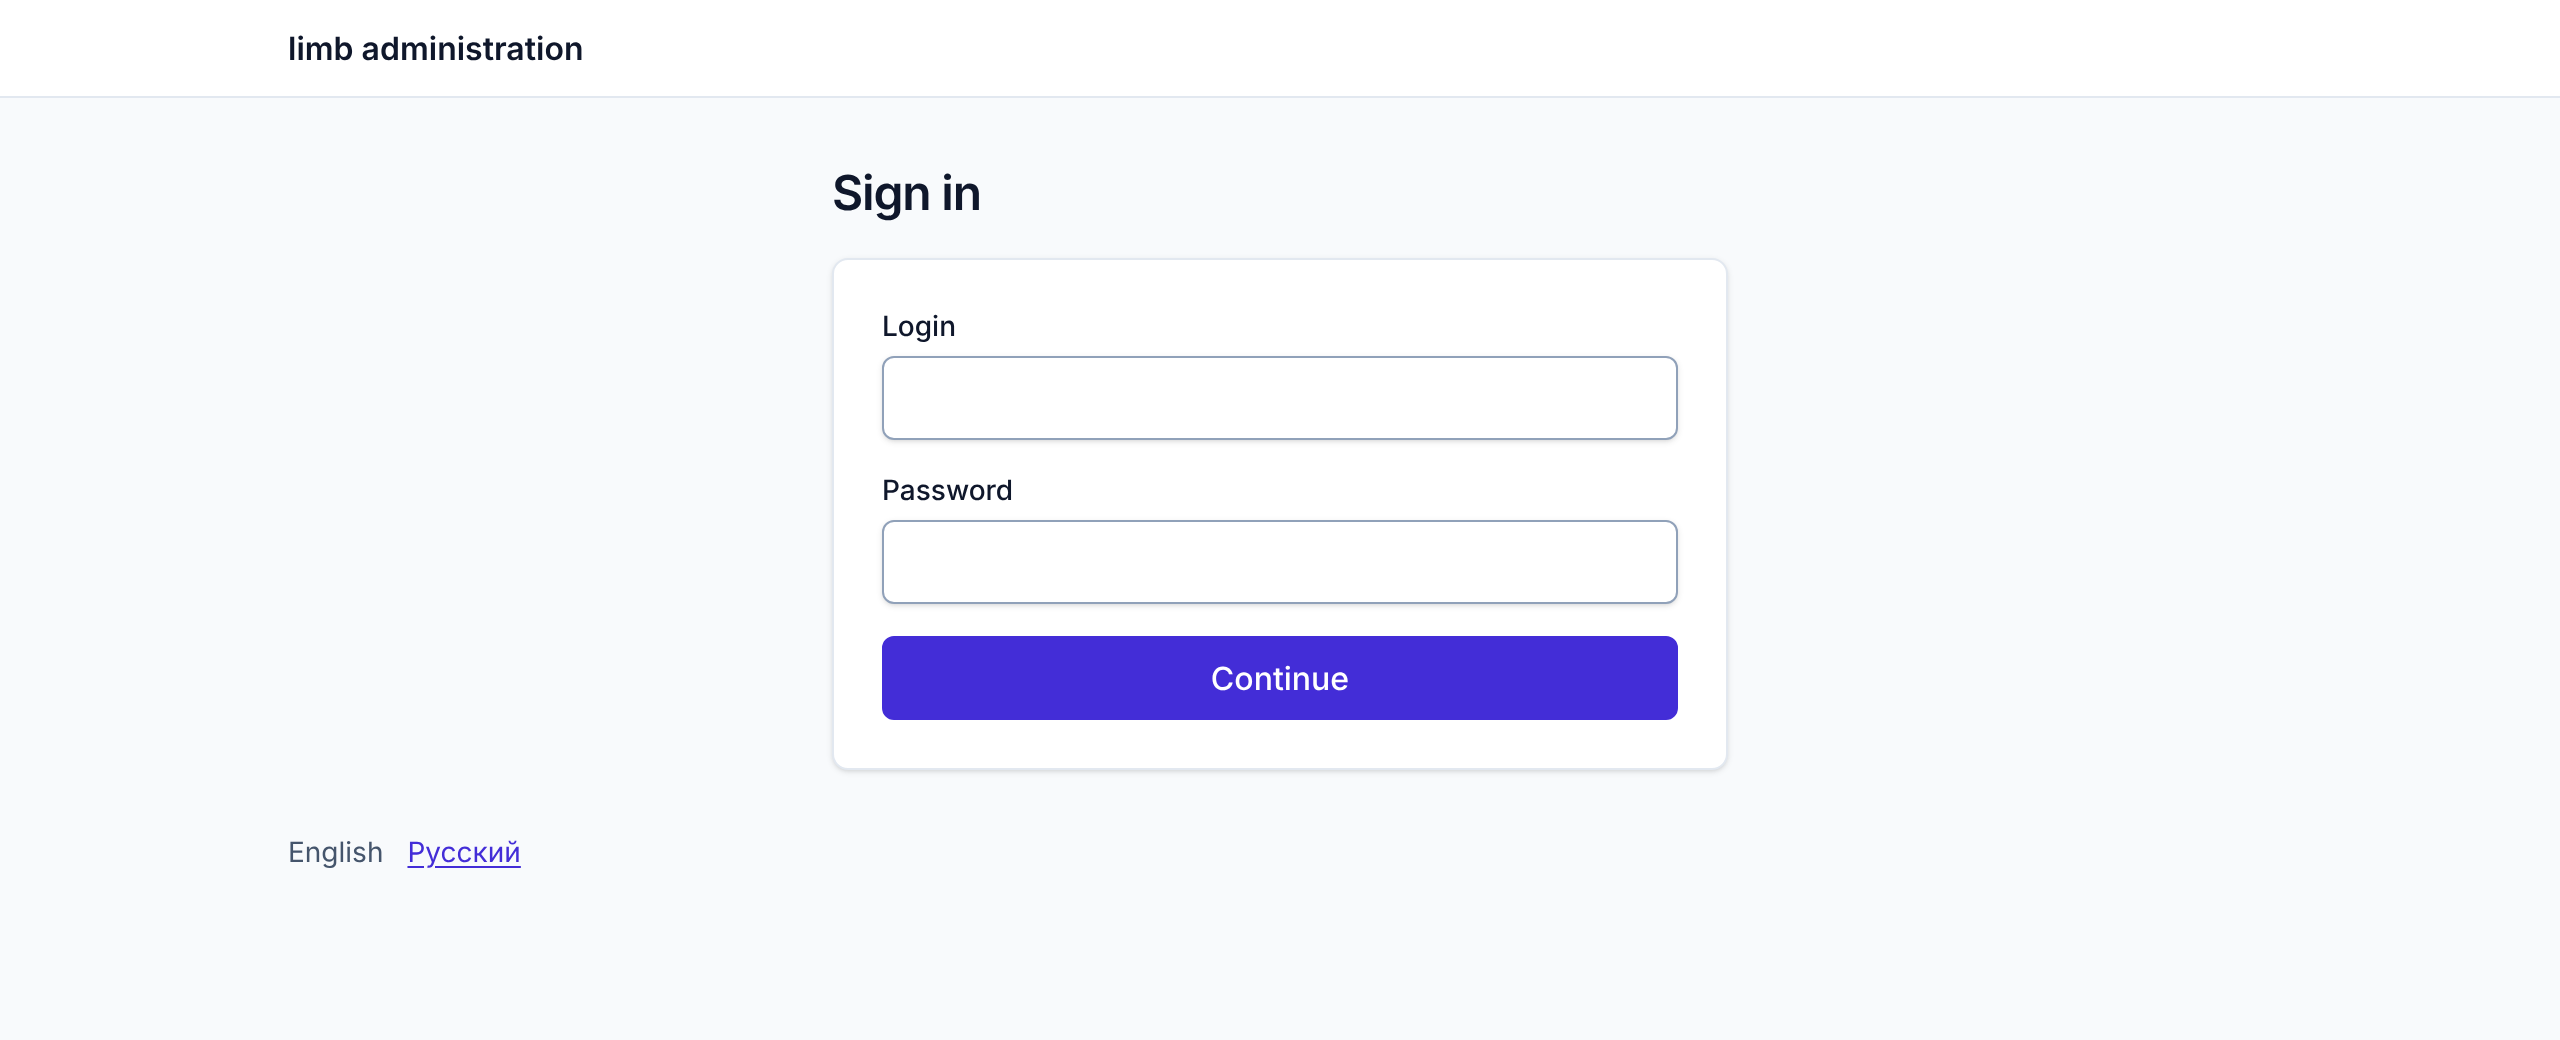 limb administration
Sign in
Login
Password
Continue
English Русский